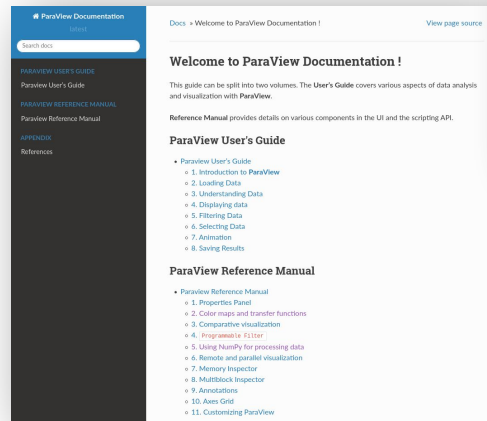 ParaView Documentation
latest
Search docs
PARAVIEW USER'S GUIDE
Paraview User's Guide
PARAVIEW REFERENCE MANUAL
Paraview Reference Manual
APPENDIX
References
Docs » Welcome to ParaView Documentation !
View page source
Welcome to ParaView Documentation !
This guide can be split into two volumes. The User's Guide covers various aspects of data analysis
and visualization with ParaView.
Reference Manual provides details on various components in the UI and the scripting API.
ParaView User's Guide
• Paraview User's Guide
1. Introduction to ParaView
2. Loading Data
3. Understanding Data
4. Displaying data
5. Filtering Data
6. Selecting Data
7. Animation
8. Saving Results
ParaView Reference Manual
• Paraview Reference Manual
1. Properties Panel
2. Color maps and transfer functions
3. Comparative visualization
4. Programmable Filter
5. Using NumPy for processing data
6. Remote and parallel visualization
7. Memory Inspector
8. Multiblock Inspector
9. Annotations
10. Axes Grid
11. Customizing ParaView